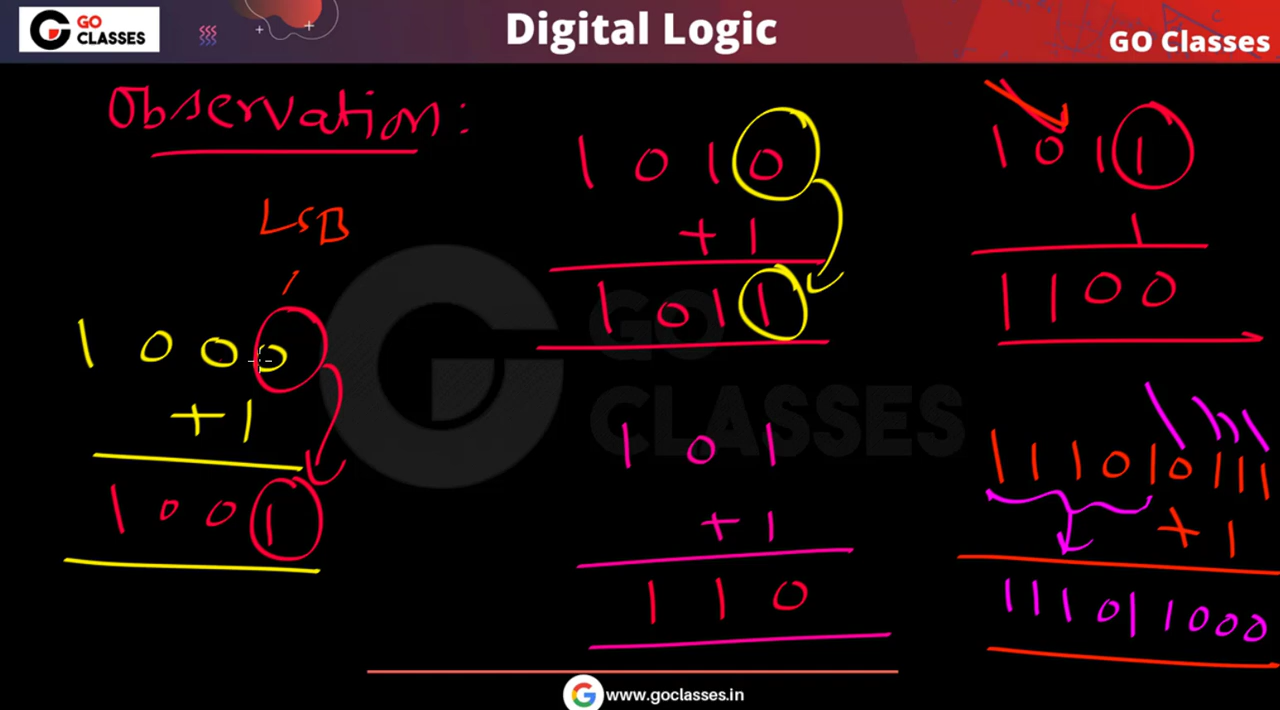 GO
CLASSES
Digital Logic
GO Classes
Observation:
LSB
1 0 0 0
+ 1
1 0 0 1
1 0 1 0
+ 1
1 0 1 1
1 0 1
+ 1
1 1 0
1 0 1 1
1
1 1 0 0
1 1 1 0 1 0 1 1 1
+ 1
1 1 1 0 1 1 0 0 0
GO
CLASSES
www.goclasses.in